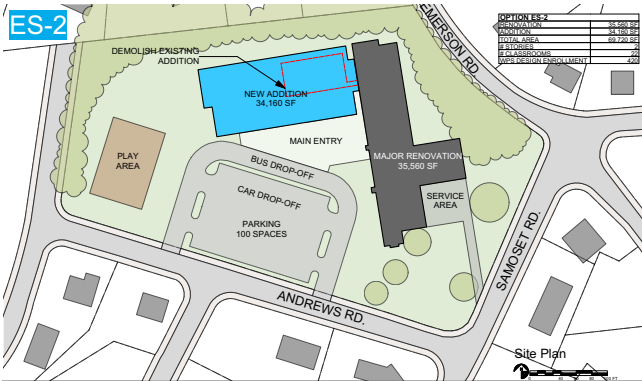 ES-2
EMERSON RD.
OPTION ES-2
RENOVATION 35,560 SF
ADDITION 34,160 SF
TOTAL AREA 69,720 SF
# STORIES 2
# CLASSROOMS 22
WPS DESIGN ENROLLMENT 420
DEMOLISH EXISTING
ADDITION
NEW ADDITION
34,160 SF
MAIN ENTRY
MAJOR RENOVATION
35,560 SF
PLAY
AREA
BUS DROP-OFF
CAR DROP-OFF
SERVICE
AREA
PARKING
100 SPACES
SAMOSET RD.
ANDREWS RD.
Site Plan